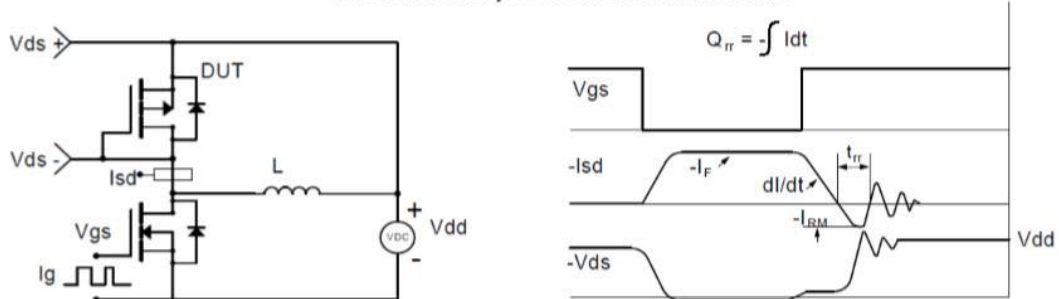 Vds +
DUT
Vds -
Isd
L
Vgs
+
VDC
Vdd
-
Ig
Qrr = -∫ Idt
Vgs
-Isd
-IF
dI/dt
trr
-IRM
Vdd
-Vds